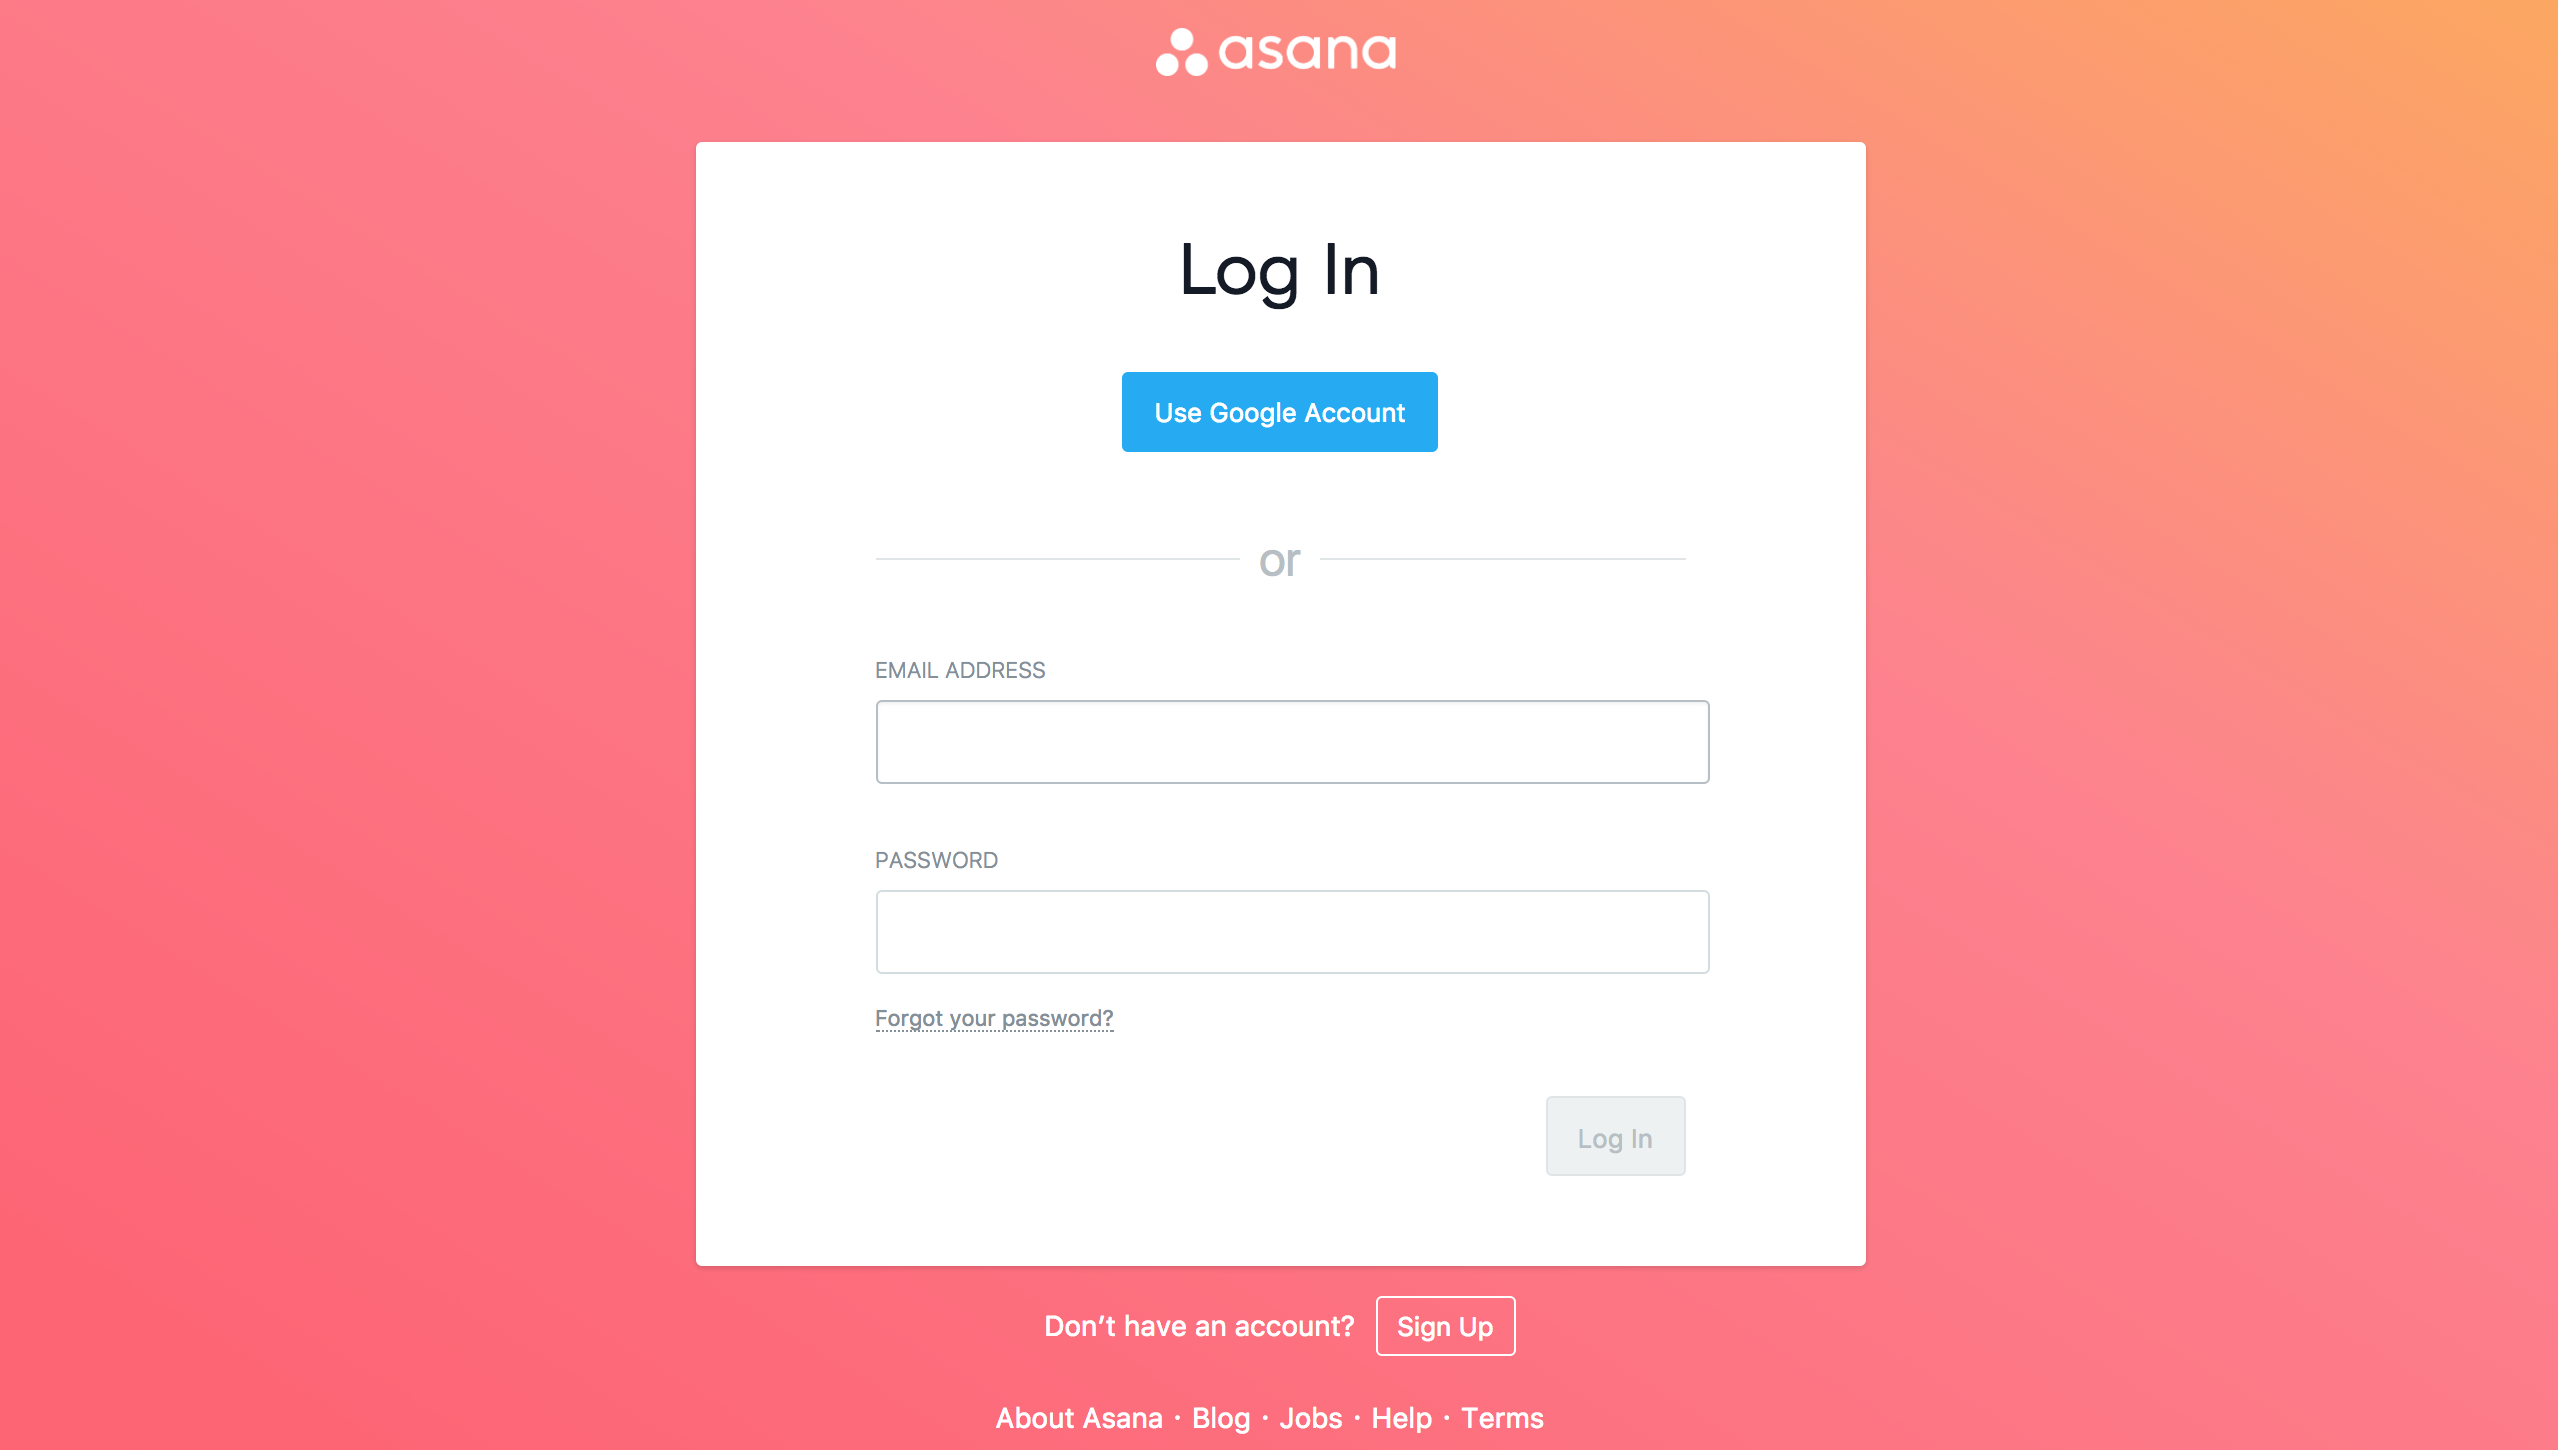 asana
Log In
Use Google Account
or
EMAIL ADDRESS
PASSWORD
Forgot your password?
Log In
Don’t have an account? Sign Up
About Asana · Blog · Jobs · Help · Terms